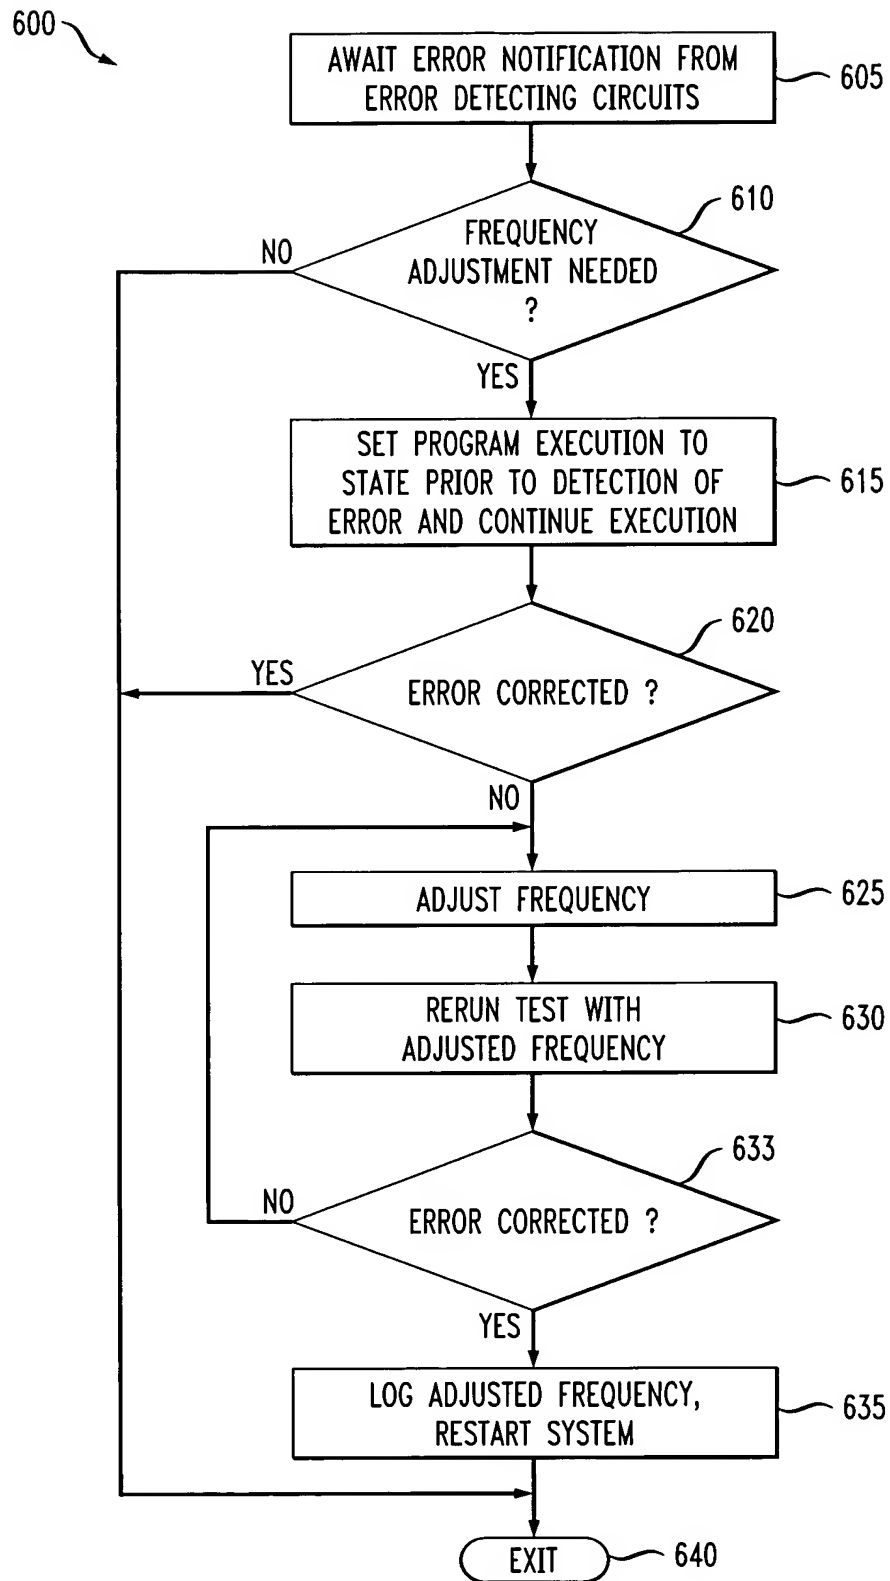 600
AWAIT ERROR NOTIFICATION FROM
ERROR DETECTING CIRCUITS
605
610
FREQUENCY
ADJUSTMENT NEEDED
?
NO
YES
SET PROGRAM EXECUTION TO
STATE PRIOR TO DETECTION OF
ERROR AND CONTINUE EXECUTION
615
620
YES
ERROR CORRECTED ?
NO
ADJUST FREQUENCY
625
RERUN TEST WITH
ADJUSTED FREQUENCY
630
633
NO
ERROR CORRECTED ?
YES
LOG ADJUSTED FREQUENCY,
RESTART SYSTEM
635
EXIT
640